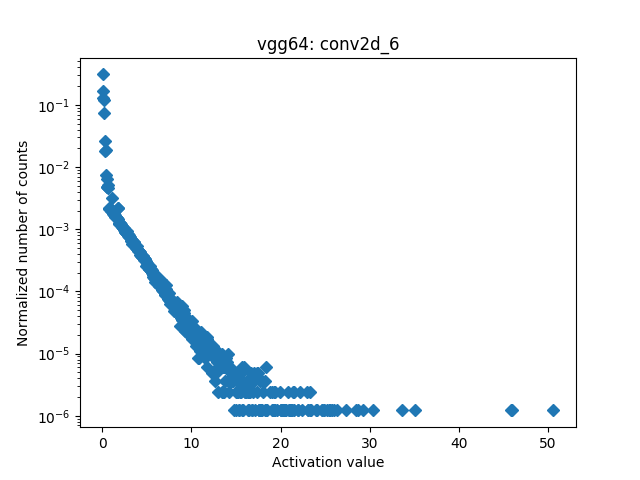 vgg64: conv2d_6
Normalized number of counts
10⁻¹
10⁻²
10⁻³
10⁻⁴
10⁻⁵
10⁻⁶
0 10 20 30 40 50
Activation value